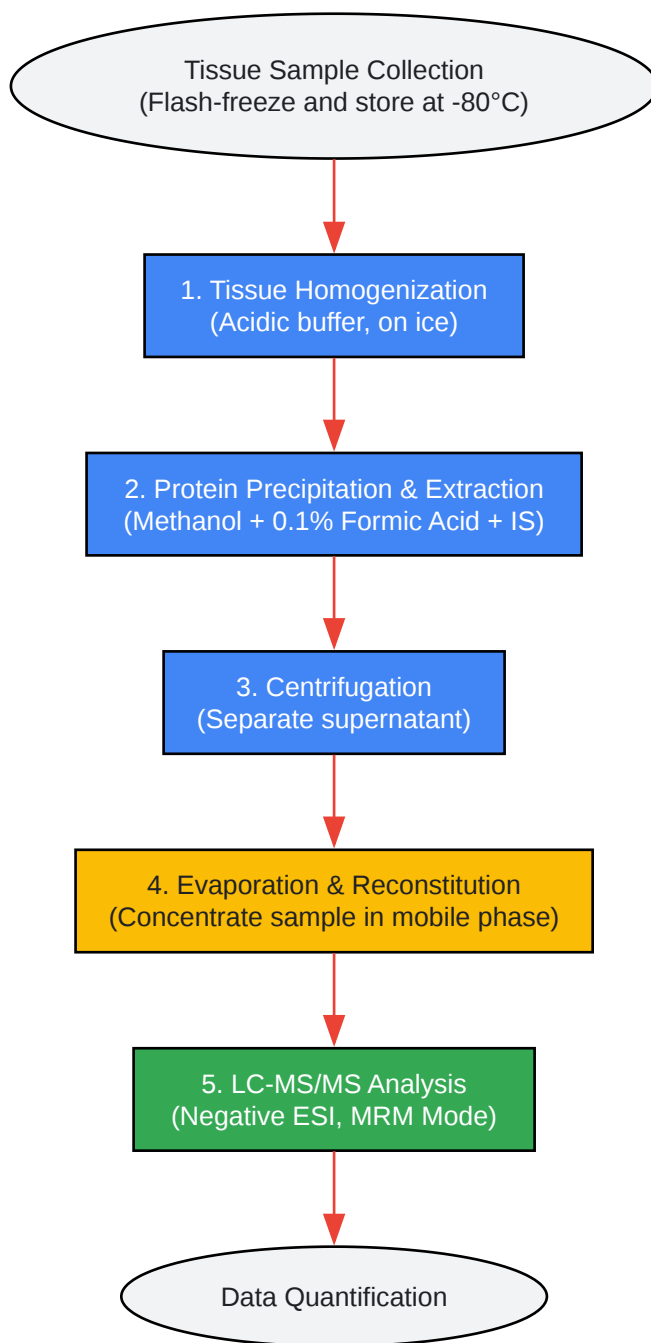 Tissue Sample Collection
(Flash-freeze and store at -80°C)
1. Tissue Homogenization
(Acidic buffer, on ice)
2. Protein Precipitation & Extraction
(Methanol + 0.1% Formic Acid + IS)
3. Centrifugation
(Separate supernatant)
4. Evaporation & Reconstitution
(Concentrate sample in mobile phase)
5. LC-MS/MS Analysis
(Negative ESI, MRM Mode)
Data Quantification